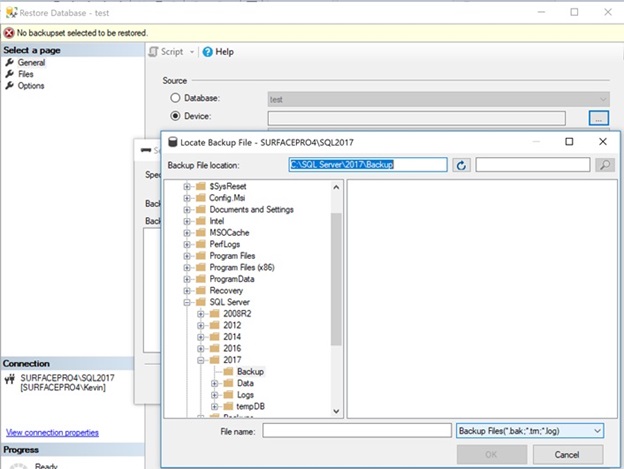 Restore Database - test
No backupset selected to be restored.
Select a page
General
Files
Options
Script
Help
Source
Database:
test
Device:
...
Locate Backup File - SURFACEPRO4\SQL2017
Backup File location:
C:\SQL Server\2017\Backup
$SysReset
Config.Msi
Documents and Settings
Intel
MSOCache
PerfLogs
Program Files
Program Files (x86)
ProgramData
Recovery
SQL Server
2008R2
2012
2014
2016
2017
Backup
Data
Logs
tempDB
File name:
Backup Files(*.bak;*.trn;*.log)
OK
Cancel
Connection
SURFACEPRO4\SQL2017
[SURFACEPRO4\Kevin]
View connection properties
Progress
Ready